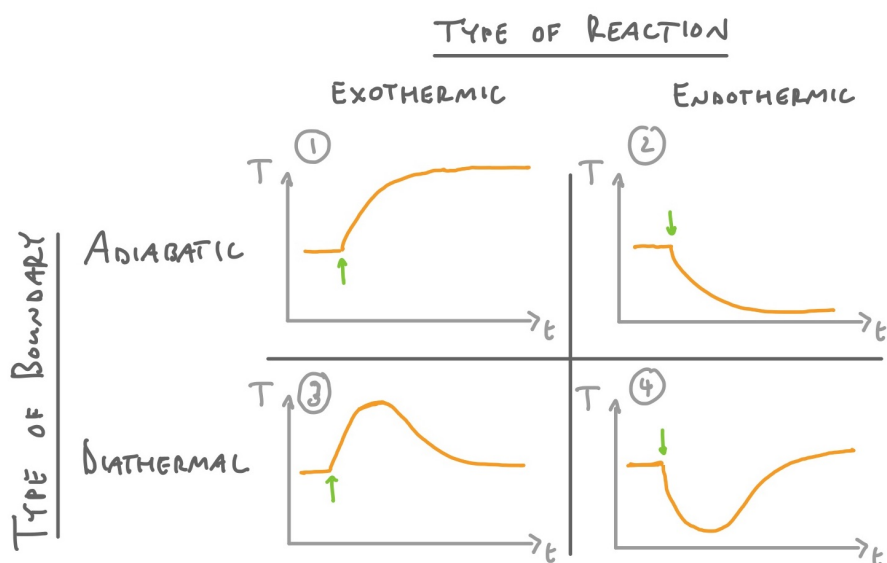 TYPE OF REACTION
EXOTHERMIC
ENDOTHERMIC
1
2
T
T
ADIABATIC
t
t
TYPE OF BOUNDARY
3
4
T
T
DIATHERMAL
t
t